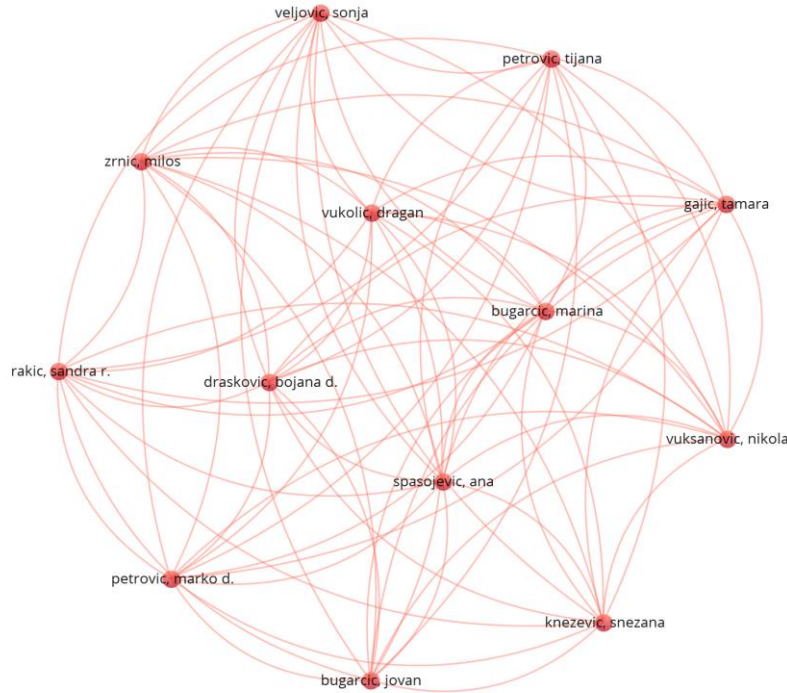 veljovic, sonja
petrovic, tijana
zrnic, milos
vukolic, dragan
gajic, tamara
bugarcic, marina
rakic, sandra r.
draskovic, bojana d.
vuksanovic, nikola
spasojevic, ana
petrovic, marko d.
knezevic, snezana
bugarcic, jovan